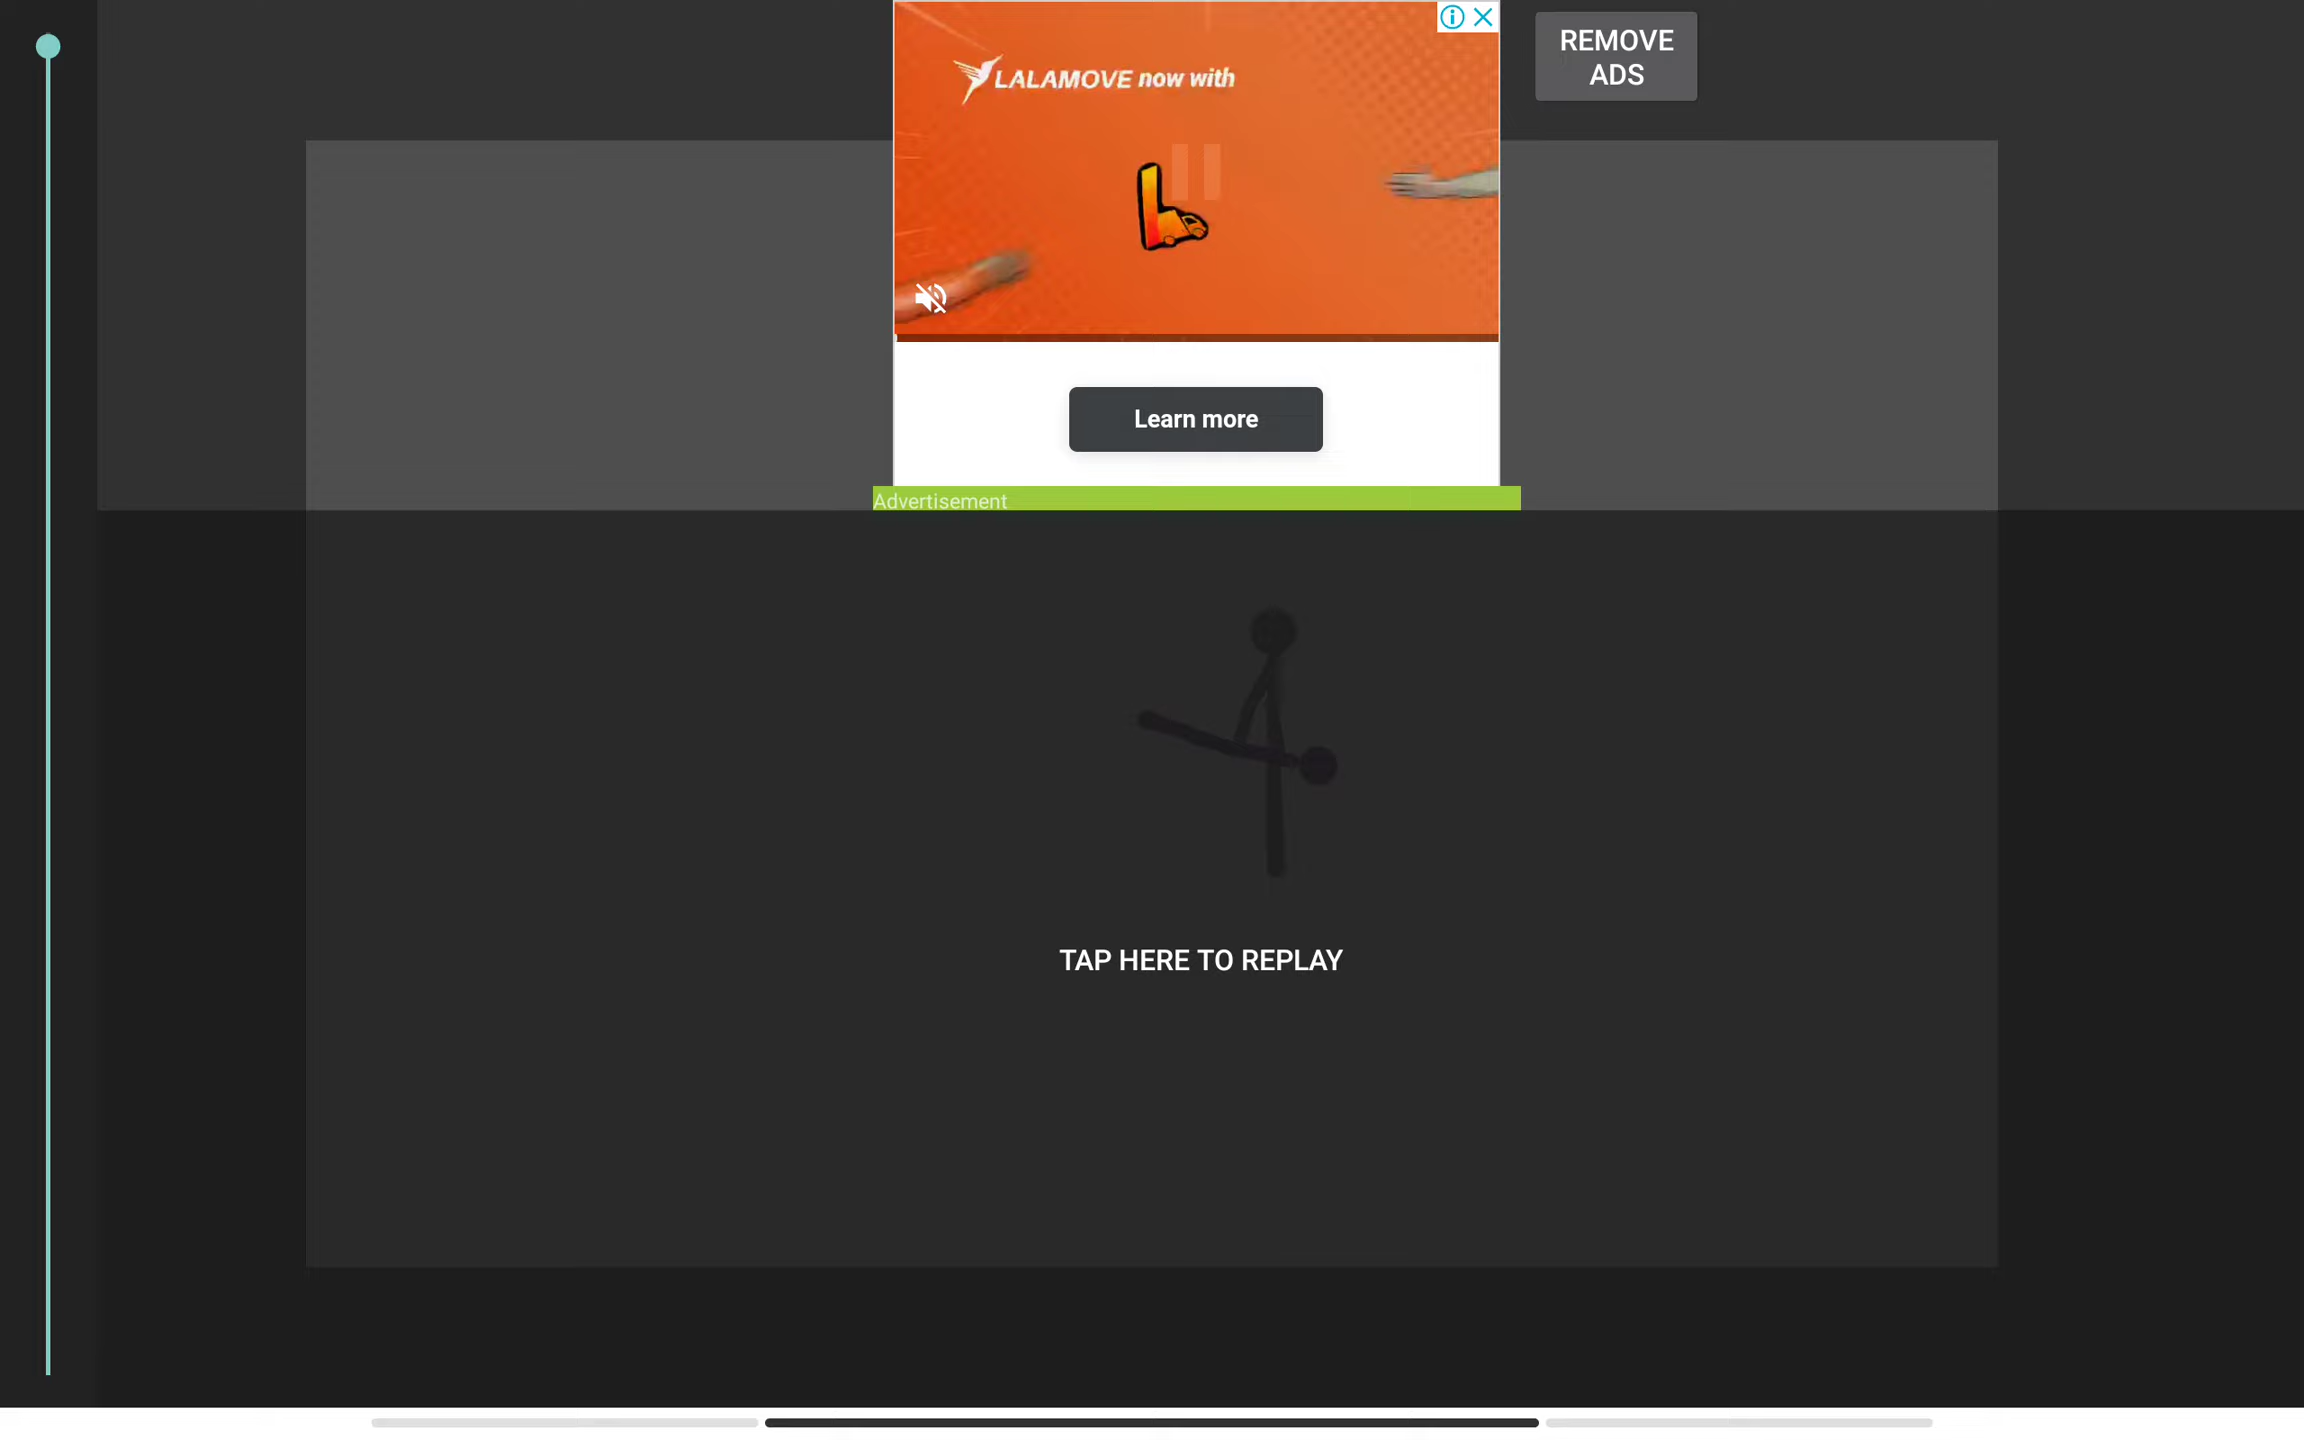 LALAMOVE now with
REMOVE
ADS
Learn more
Advertisement
TAP HERE TO REPLAY